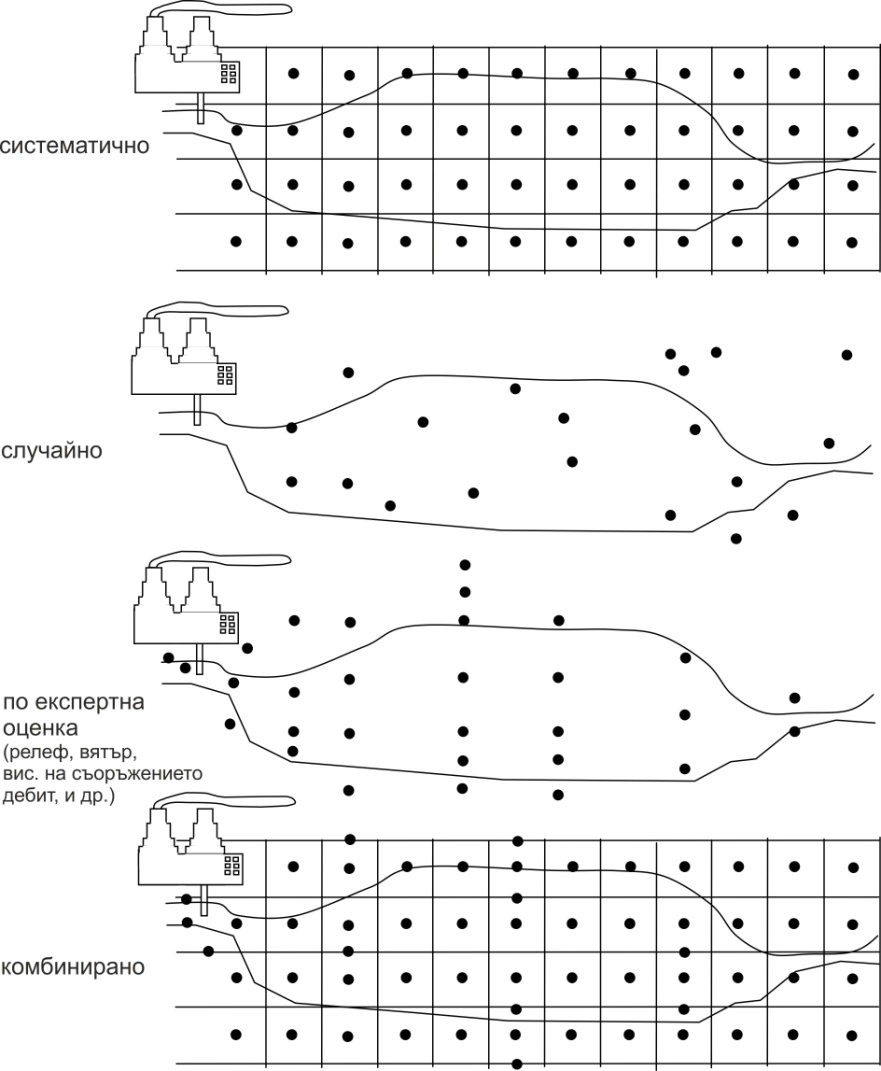 систематично
случайно
по експертна
оценка
(релеф, вятър,
вис. на съоръжението
дебит, и др.)
комбинирано